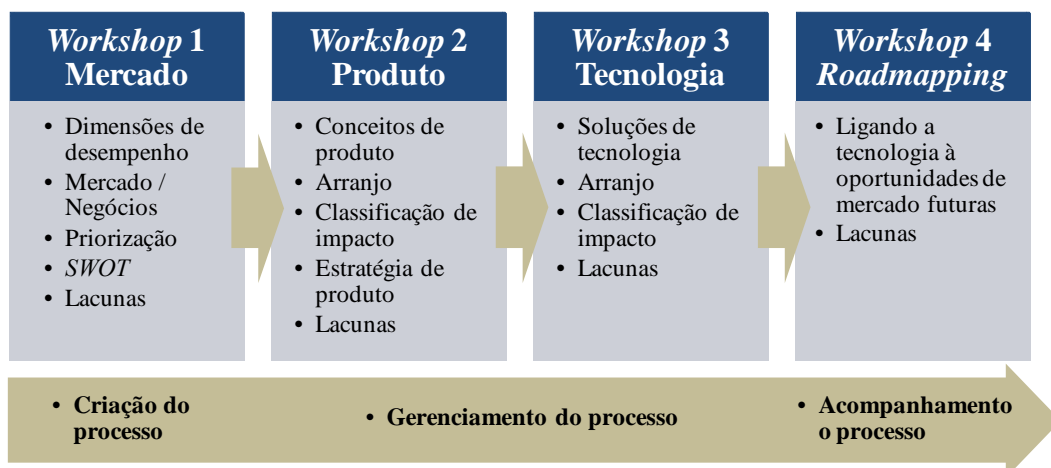 Workshop 1
Mercado
• Dimensões de
desempenho
• Mercado /
Negócios
• Priorização
• SWOT
• Lacunas
Workshop 2
Produto
• Conceitos de
produto
• Arranjo
• Classificação de
impacto
• Estratégia de
produto
• Lacunas
Workshop 3
Tecnologia
• Soluções de
tecnologia
• Arranjo
• Classificação de
impacto
• Lacunas
Workshop 4
Roadmapping
• Ligando a
tecnologia à
oportunidades de
mercado futuras
• Lacunas
• Criação do
processo
• Gerenciamento do processo
• Acompanhamento
o processo